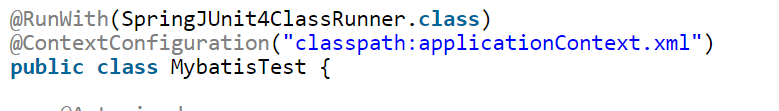 @RunWith(SpringJUnit4ClassRunner.class)
@ContextConfiguration("classpath:applicationContext.xml")
public class MybatisTest {